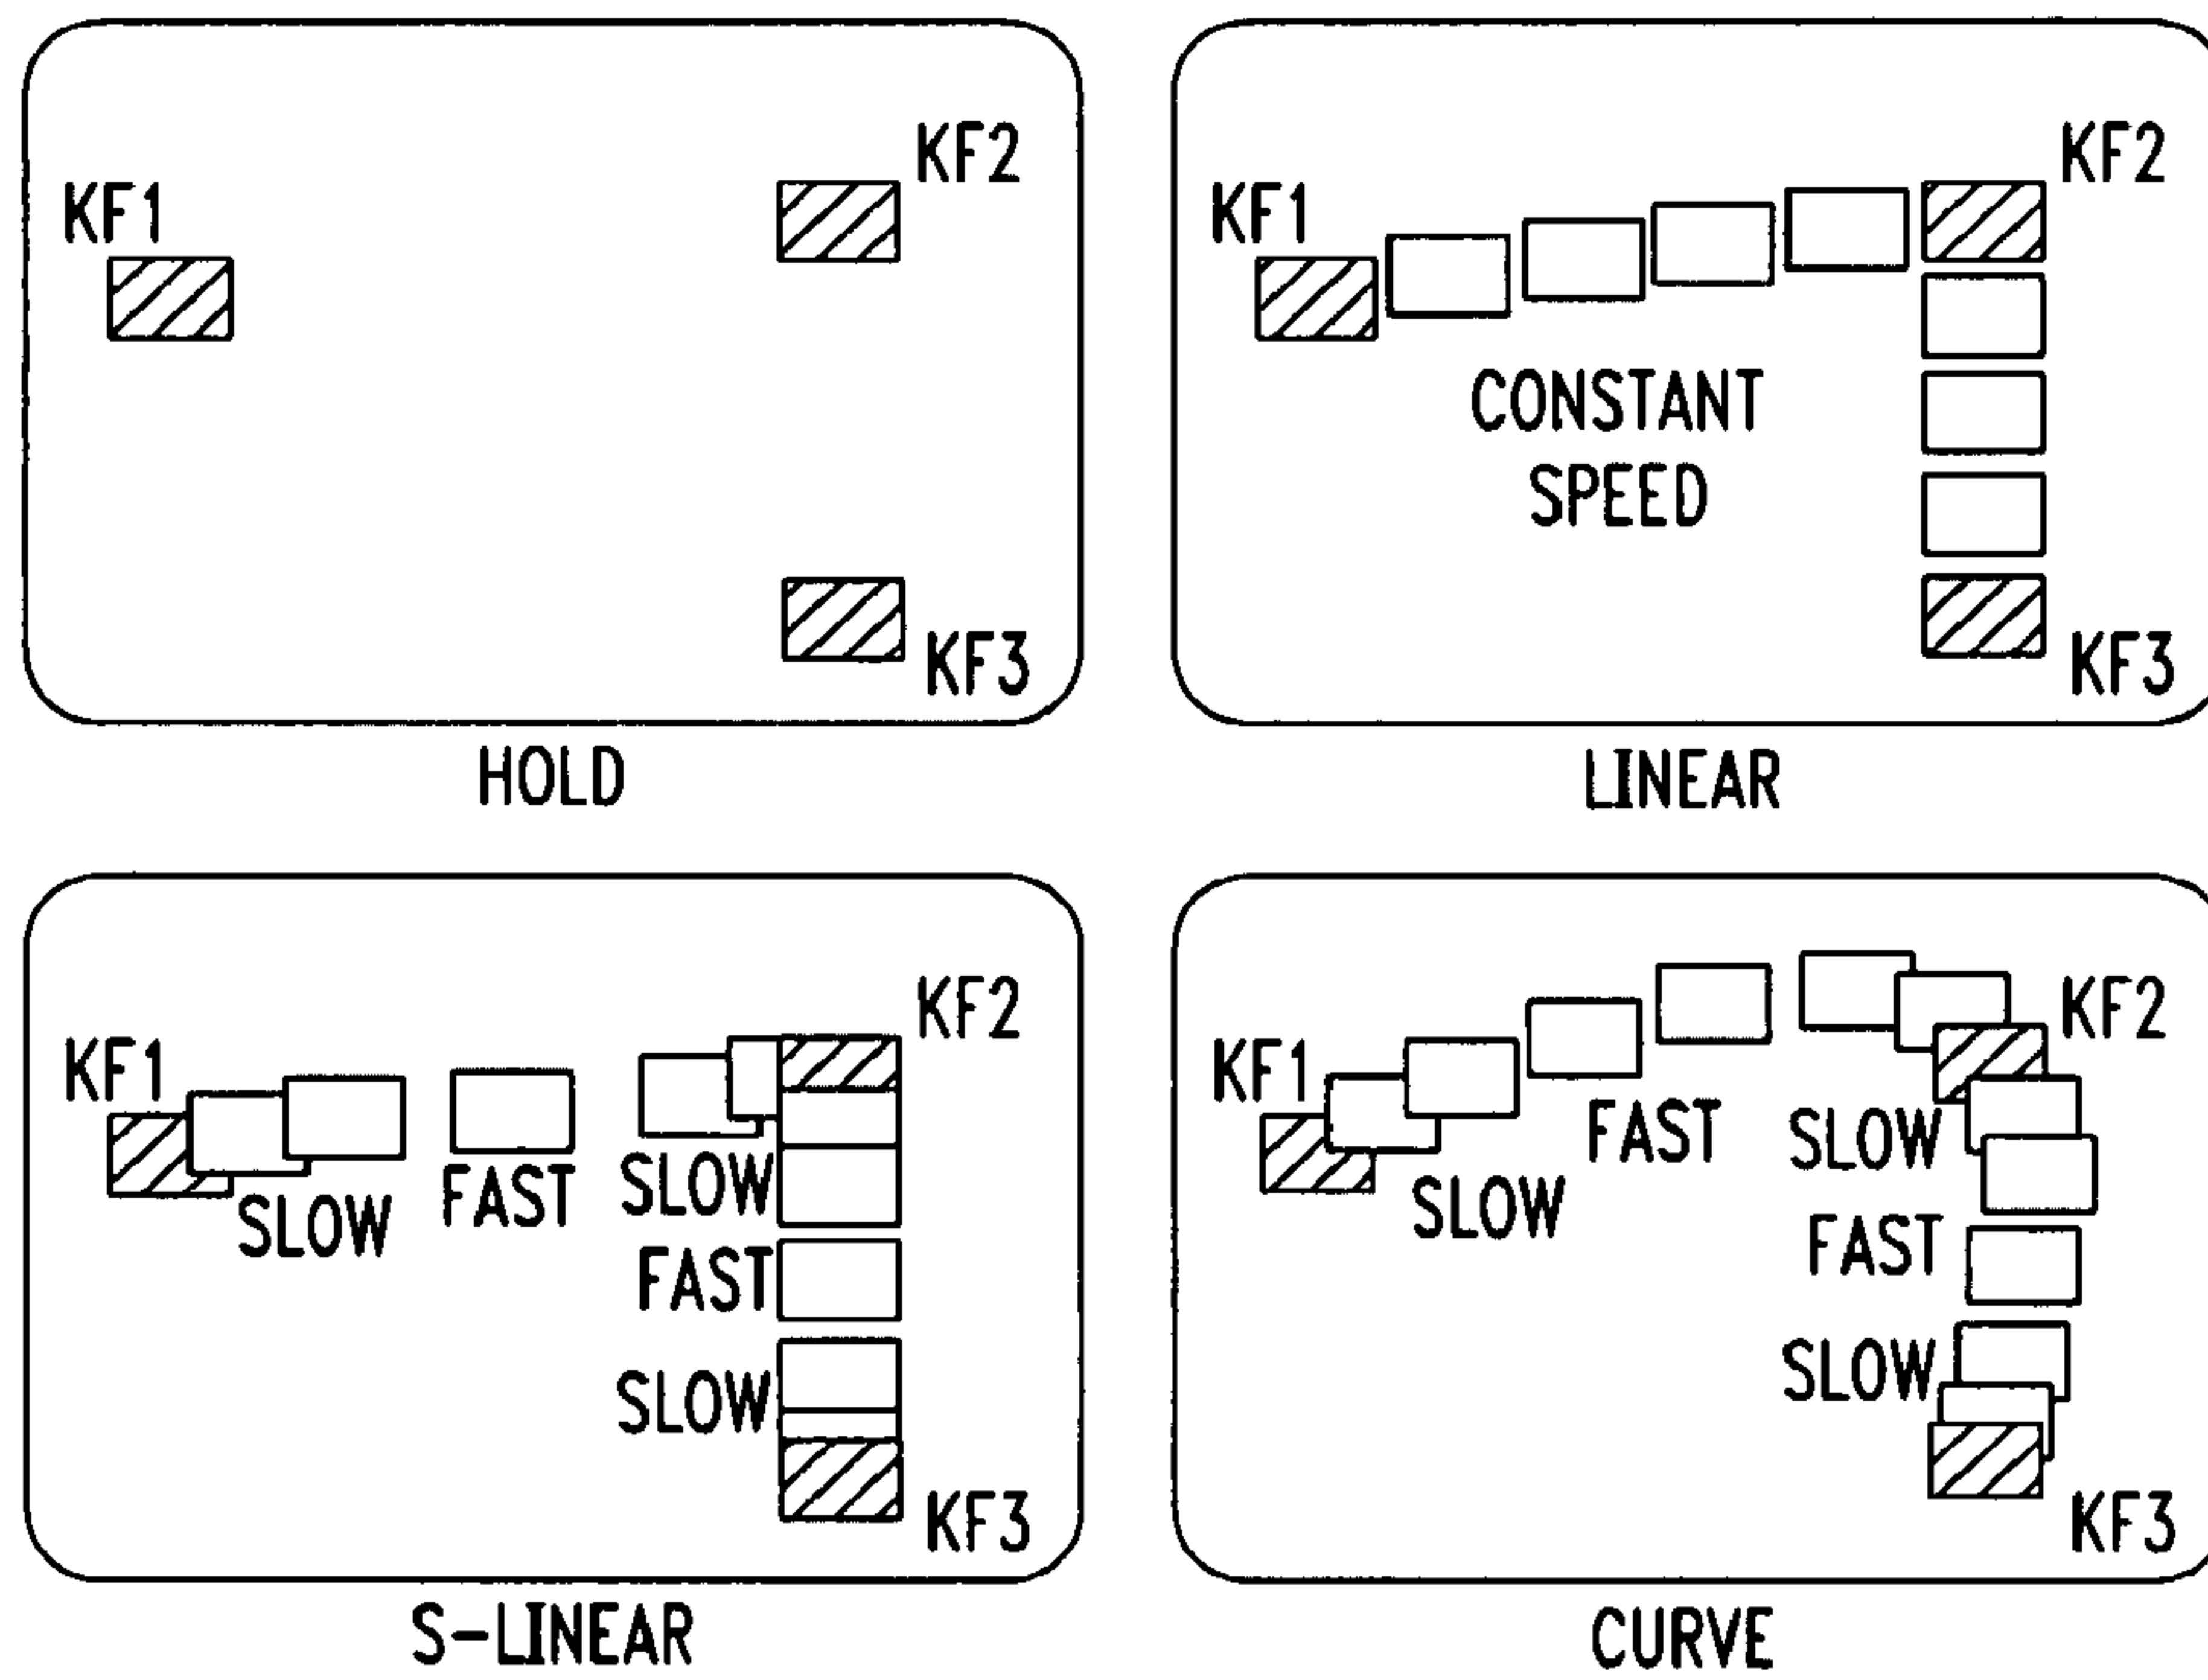 KF1
KF2
KF3
HOLD
KF1
KF2
CONSTANT
SPEED
KF3
LINEAR
KF1
KF2
SLOW
FAST
SLOW
FAST
SLOW
KF3
S-LINEAR
KF1
KF2
SLOW
FAST
SLOW
FAST
SLOW
KF3
CURVE